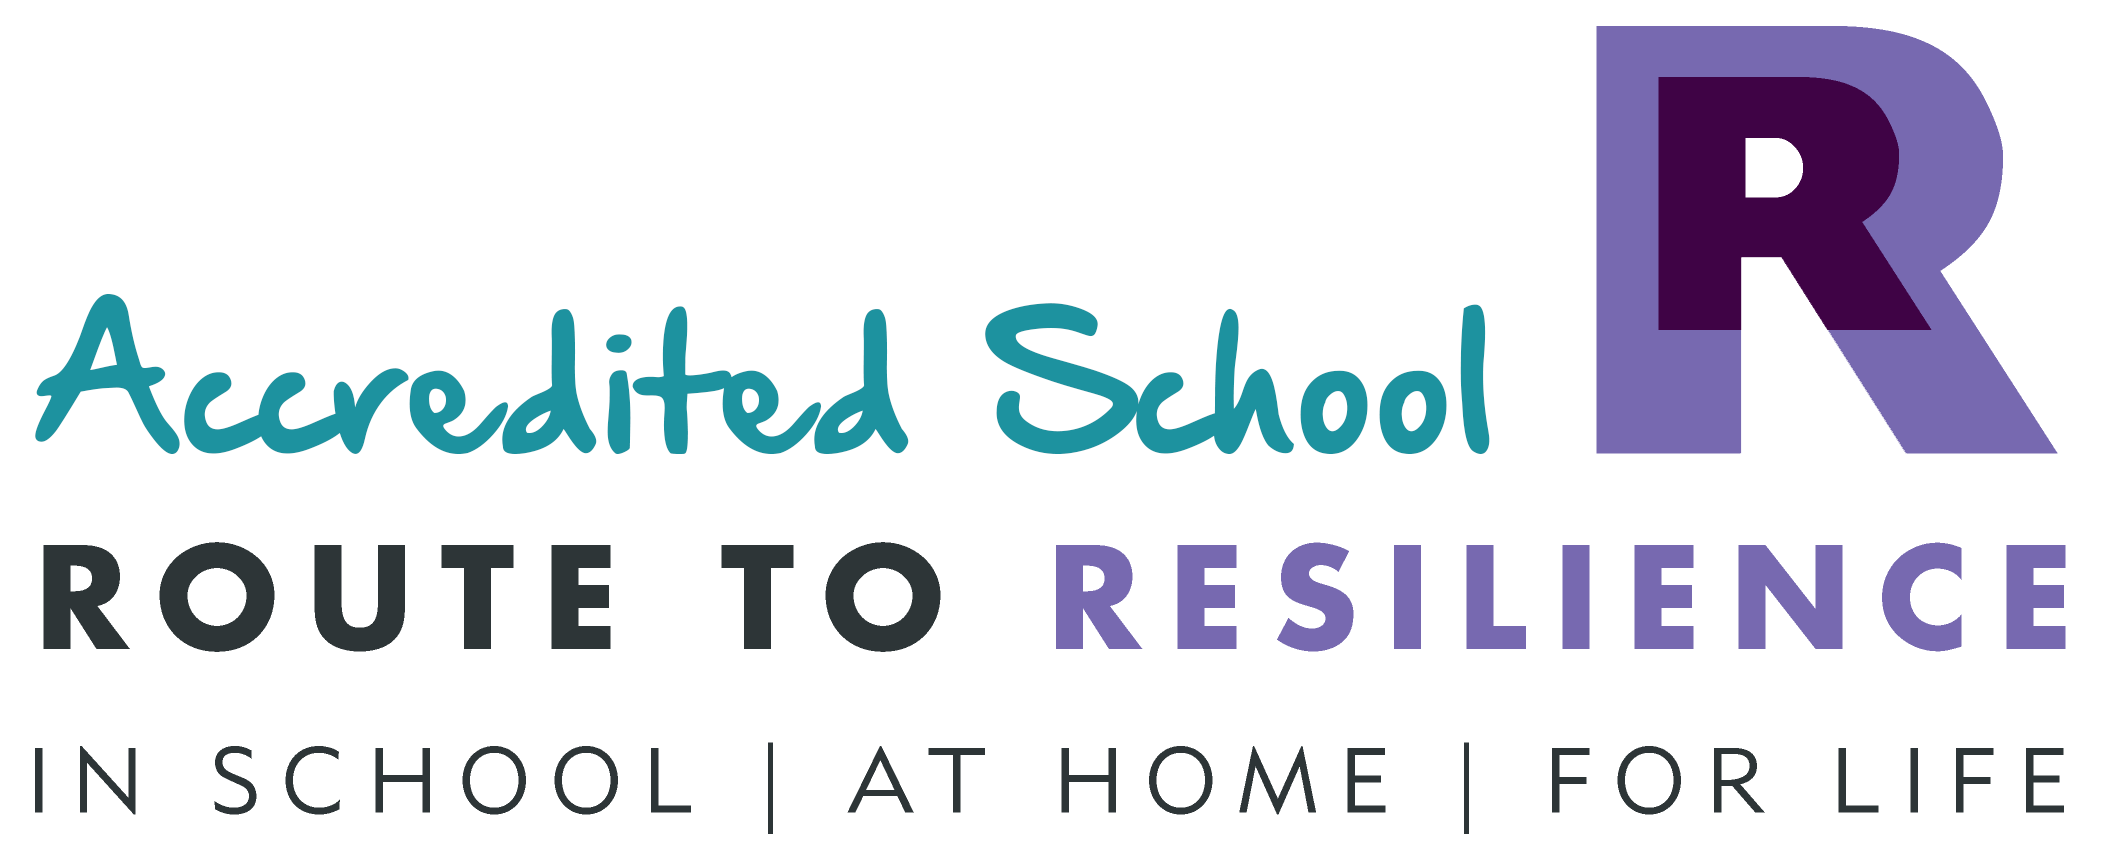 R
R
Accredited School
ROUTE TO RESILIENCE
IN SCHOOL | AT HOME | FOR LIFE